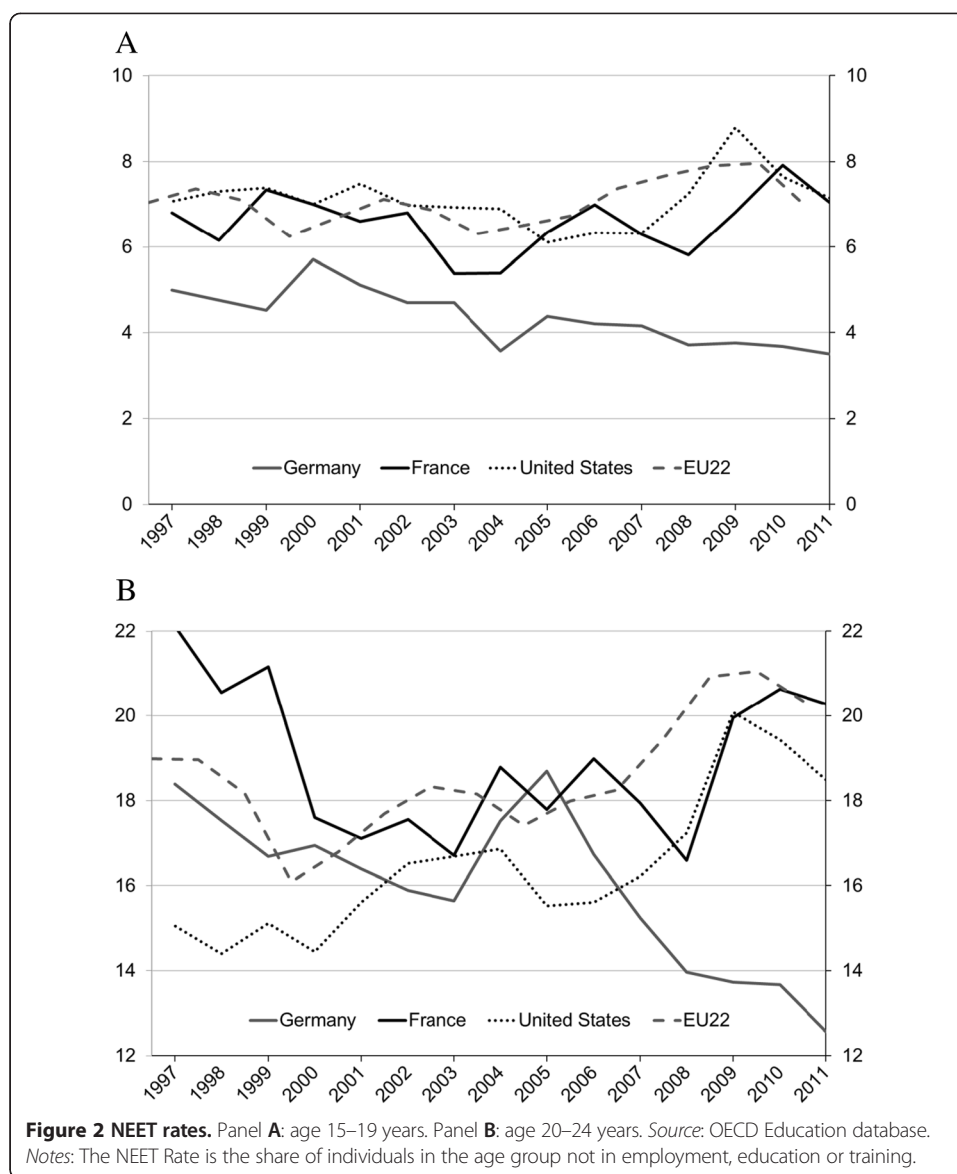 A
10 10
8 8
6 6
4 4
2 2
Germany France United States EU22
0 0
1997 1998 1999 2000 2001 2002 2003 2004 2005 2006 2007 2008 2009 2010 2011
B
22 22
20 20
18 18
16 16
14 14
Germany France United States EU22
12 12
1997 1998 1999 2000 2001 2002 2003 2004 2005 2006 2007 2008 2009 2010 2011
Figure 2 NEET rates. Panel A: age 15–19 years. Panel B: age 20–24 years. Source: OECD Education database.
Notes: The NEET Rate is the share of individuals in the age group not in employment, education or training.